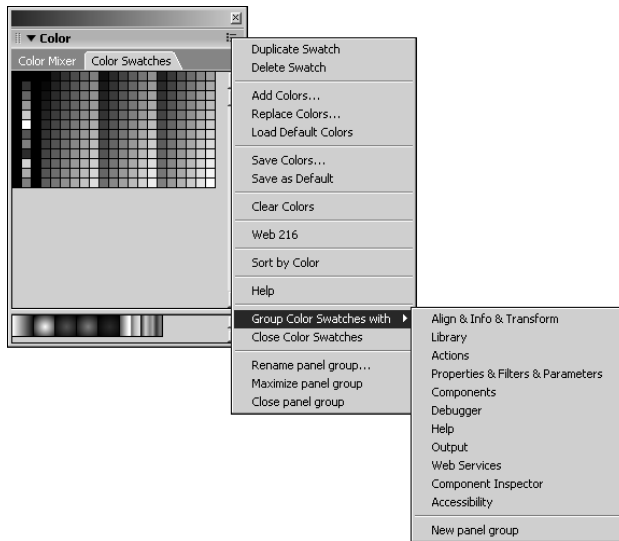 Color
Color Mixer Color Swatches
Duplicate Swatch
Delete Swatch
Add Colors...
Replace Colors...
Load Default Colors
Save Colors...
Save as Default
Clear Colors
Web 216
Sort by Color
Help
Group Color Swatches with
Close Color Swatches
Rename panel group...
Maximize panel group
Close panel group
Align & Info & Transform
Library
Actions
Properties & Filters & Parameters
Components
Debugger
Help
Output
Web Services
Component Inspector
Accessibility
New panel group